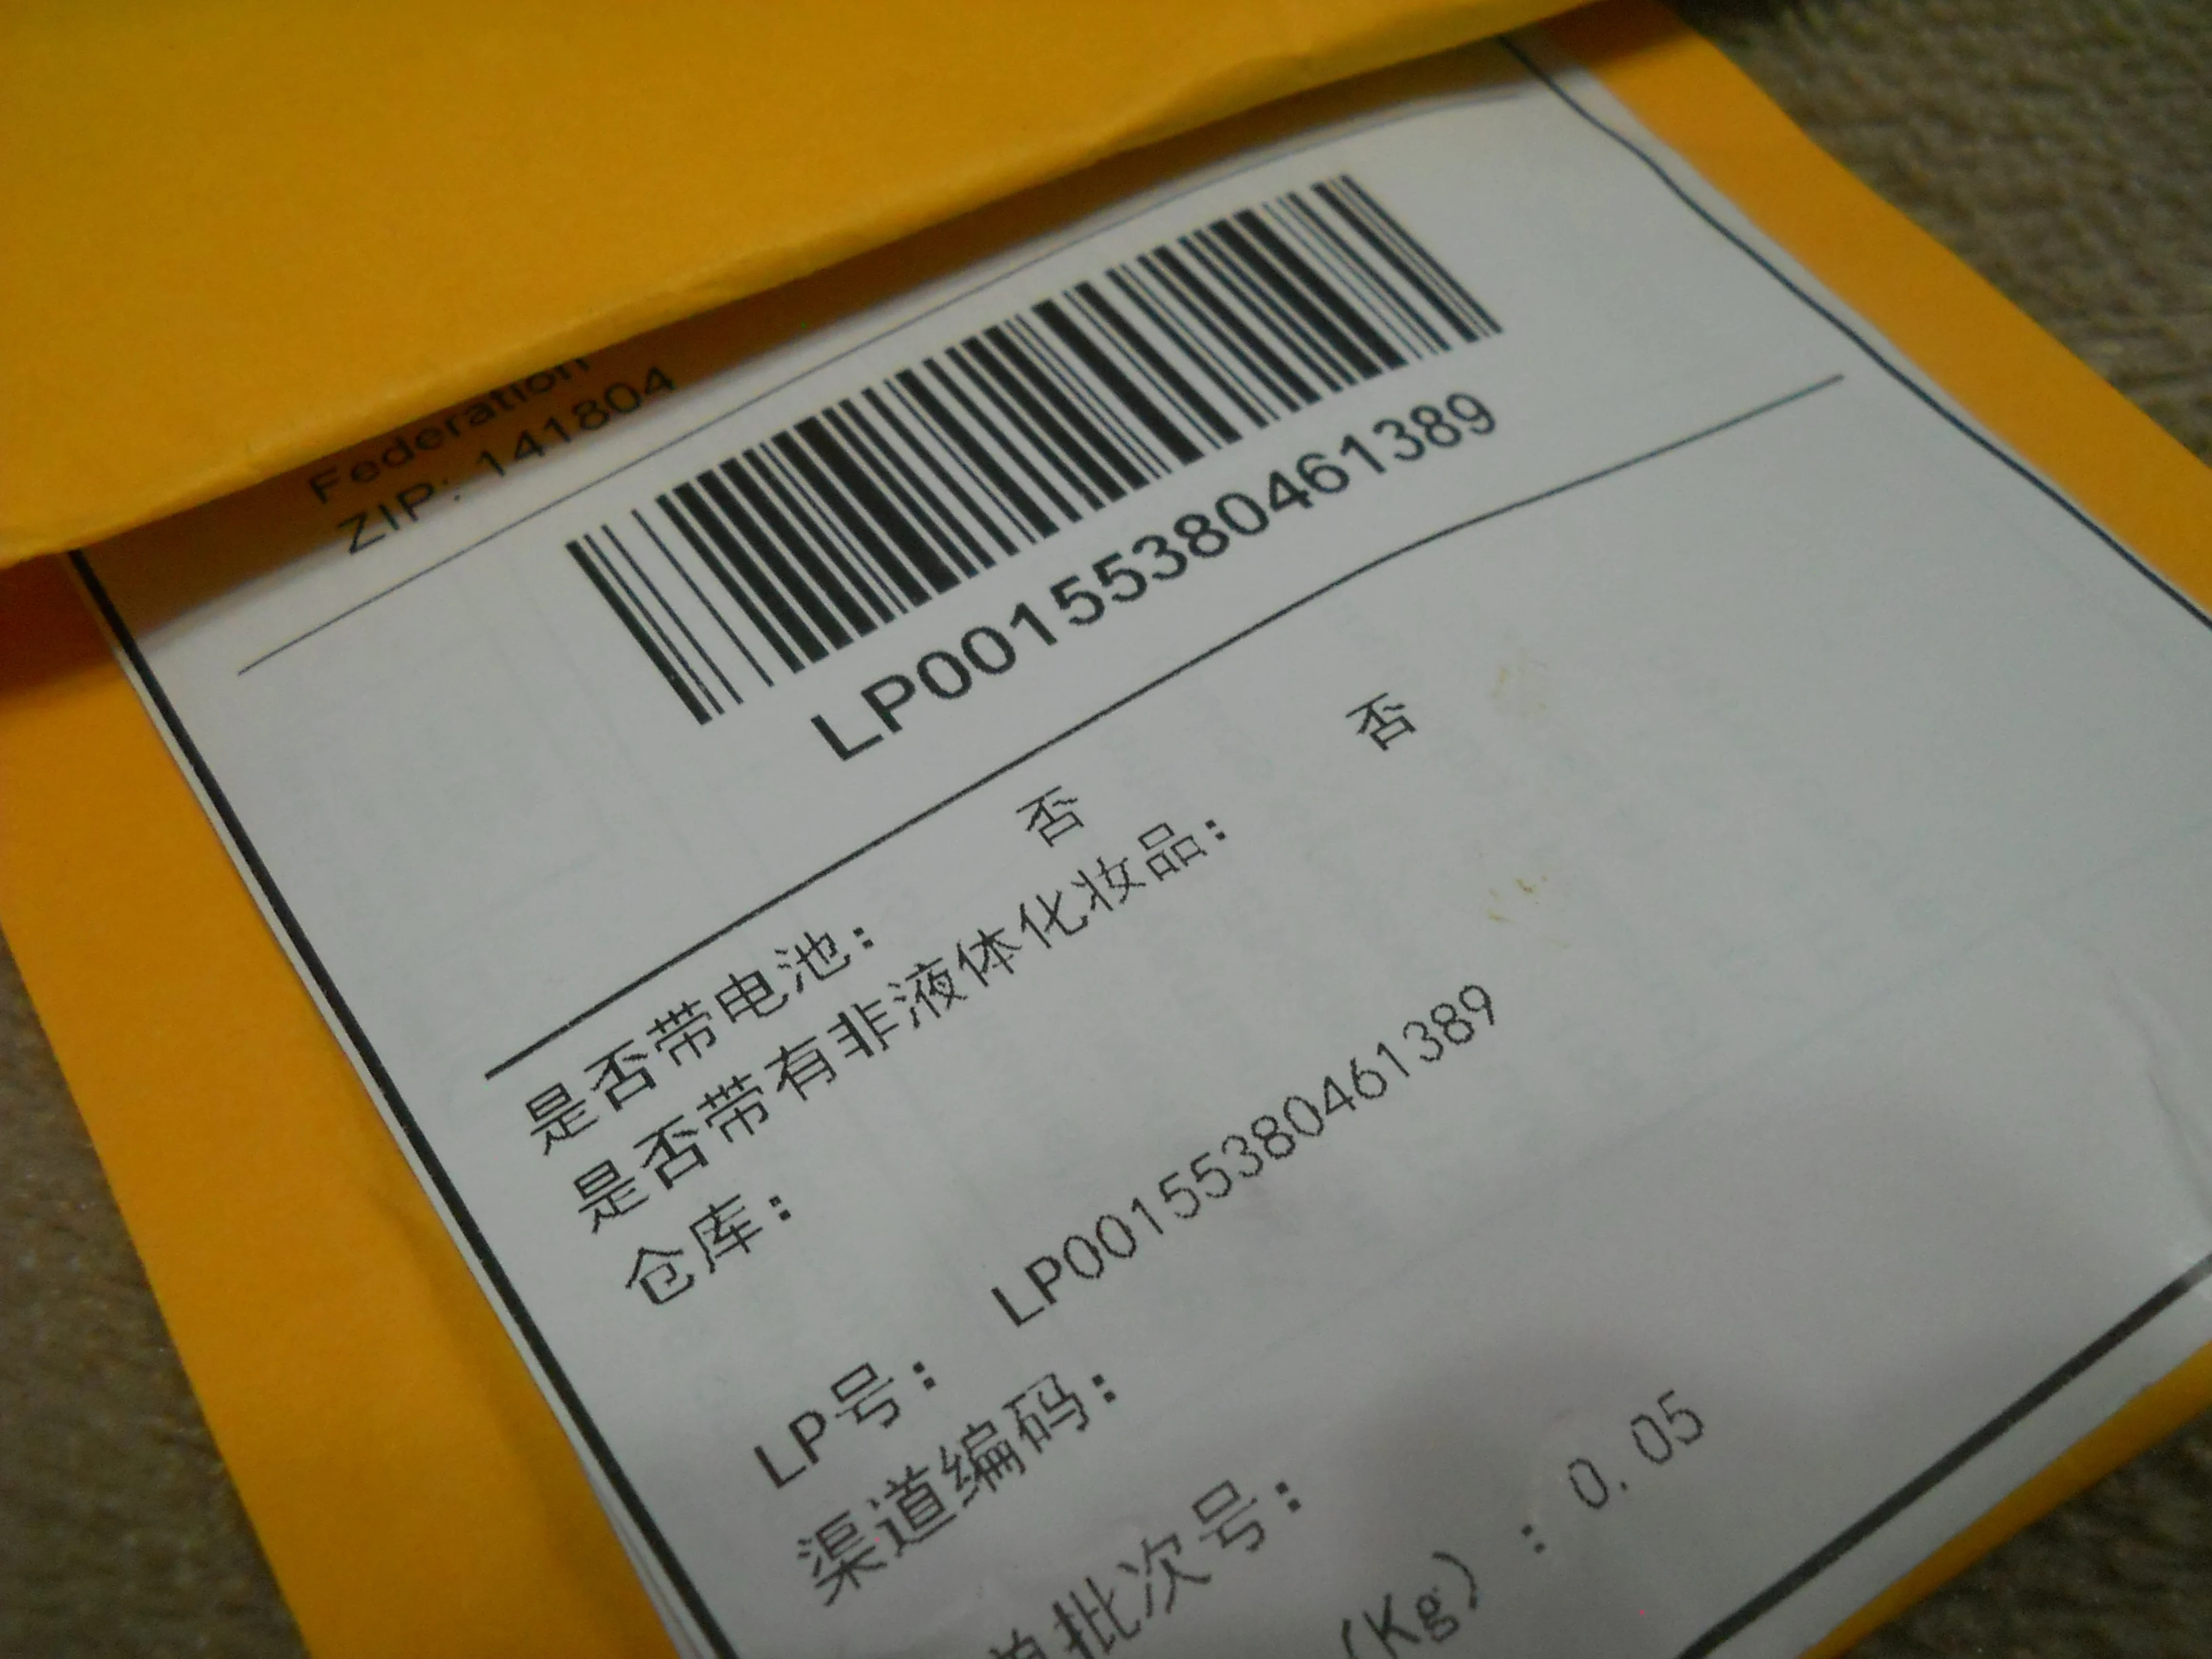 Federation
ZIP: 141804
LP00155380461389
是否带电池： 否
是否带有非液体化妆品： 否
仓库：
LP号： LP00155380461389
渠道编码：
单批次号：
(Kg) : 0.05